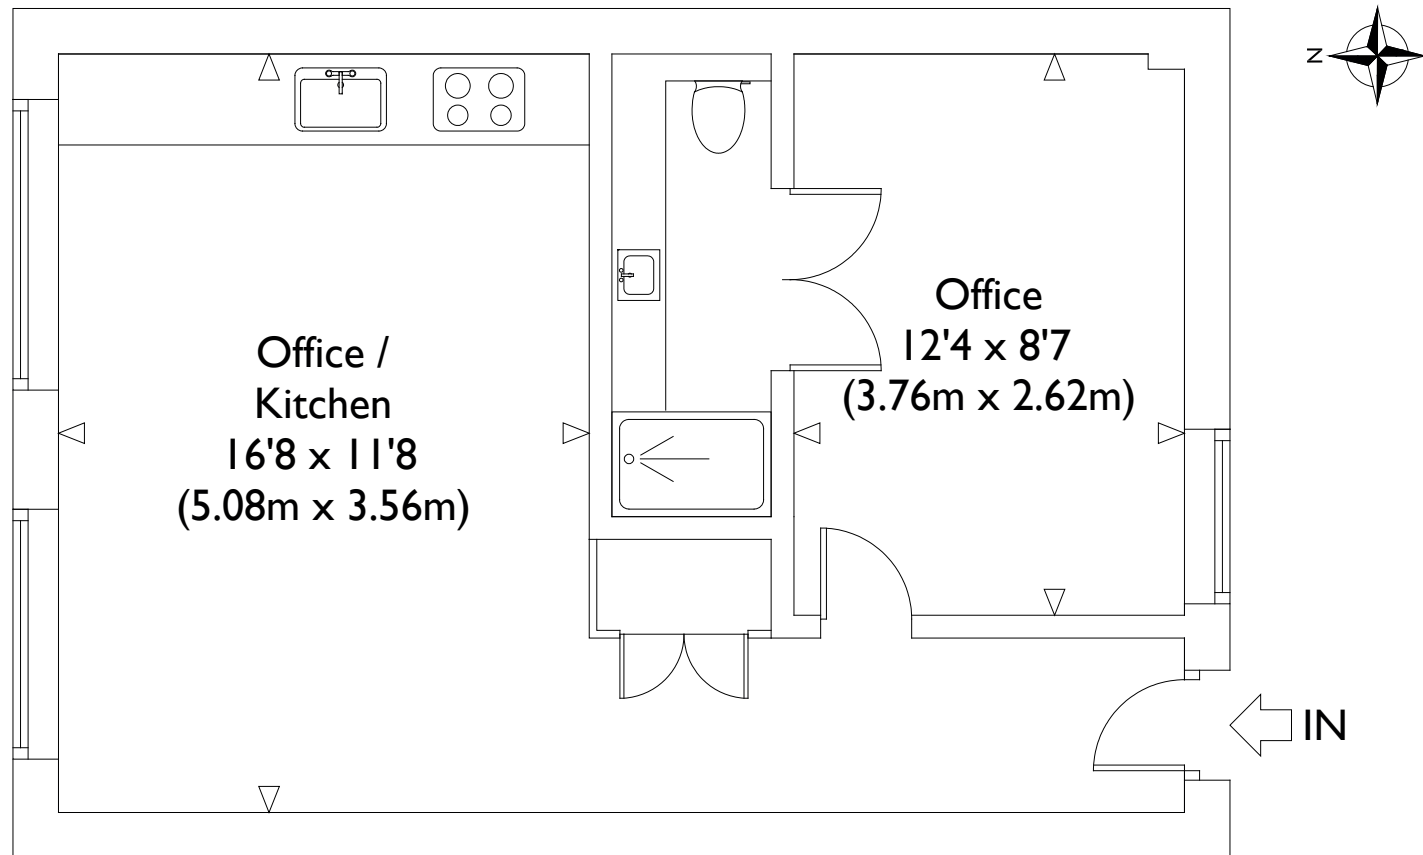 N
Office /
Kitchen
16'8 x 11'8
(5.08m x 3.56m)
Office
12'4 x 8'7
(3.76m x 2.62m)
IN